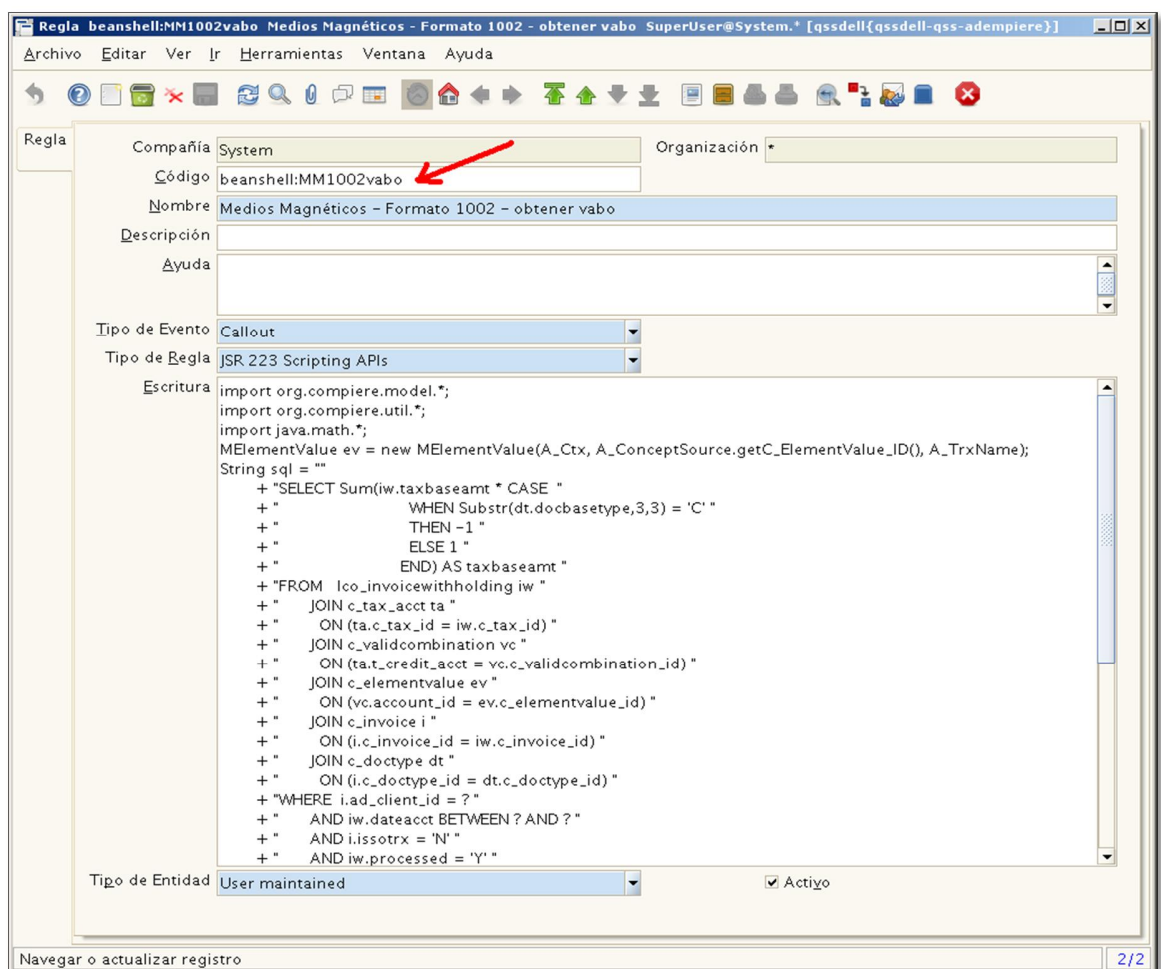 Regla beanshell:MM1002vabo Medios Magnéticos - Formato 1002 - obtener vabo SuperUser@System.* [qssdell{qssdell-qss-adempiere}]
Archivo Editar Ver Ir Herramientas Ventana Ayuda
Regla
Compañía System Organización *
Código beanshell:MM1002vabo
Nombre Medios Magnéticos - Formato 1002 - obtener vabo
Descripción
Ayuda
Tipo de Evento Callout
Tipo de Regla JSR 223 Scripting APIs
Escritura import org.compiere.model.*;
import org.compiere.util.*;
import java.math.*;
MElementValue ev = new MElementValue(A_Ctx, A_ConceptSource.getC_ElementValue_ID(), A_TrxName);
String sql = ""
+ "SELECT Sum(iw.taxbaseamt * CASE "
+ " WHEN Substr(dt.docbasetype,3,3) = 'C' "
+ " THEN -1 "
+ " ELSE 1 "
+ " END) AS taxbaseamt "
+ "FROM lco_invoicewithholding iw "
+ " JOIN c_tax_acct ta "
+ " ON (ta.c_tax_id = iw.c_tax_id) "
+ " JOIN c_validcombination vc "
+ " ON (ta.t_credit_acct = vc.c_validcombination_id) "
+ " JOIN c_elementvalue ev "
+ " ON (vc.account_id = ev.c_elementvalue_id) "
+ " JOIN c_invoice i "
+ " ON (i.c_invoice_id = iw.c_invoice_id) "
+ " JOIN c_doctype dt "
+ " ON (i.c_doctype_id = dt.c_doctype_id) "
+ "WHERE i.ad_client_id = ? "
+ " AND iw.dateacct BETWEEN ? AND ? "
+ " AND i.issotrx = 'N' "
+ " AND iw.processed = 'Y' "
Tipo de Entidad User maintained Activo
Navegar o actualizar registro 2/2